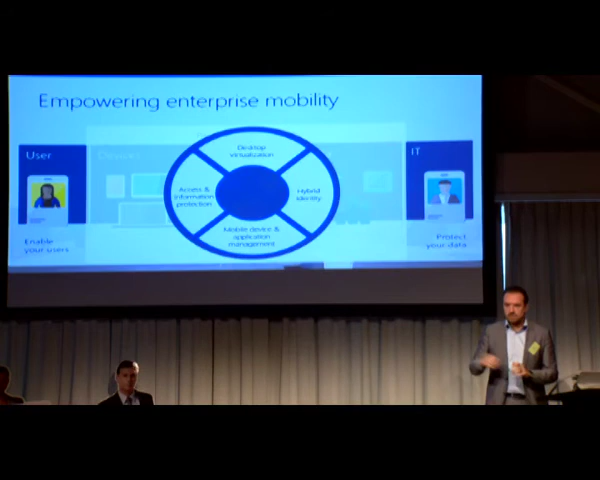 Empowering enterprise mobility
User
Devices
IT
Desktop
virtualization
Access &
information
protection
Hybrid
identity
Mobile device &
application
management
Enable
your users
Protect
your data